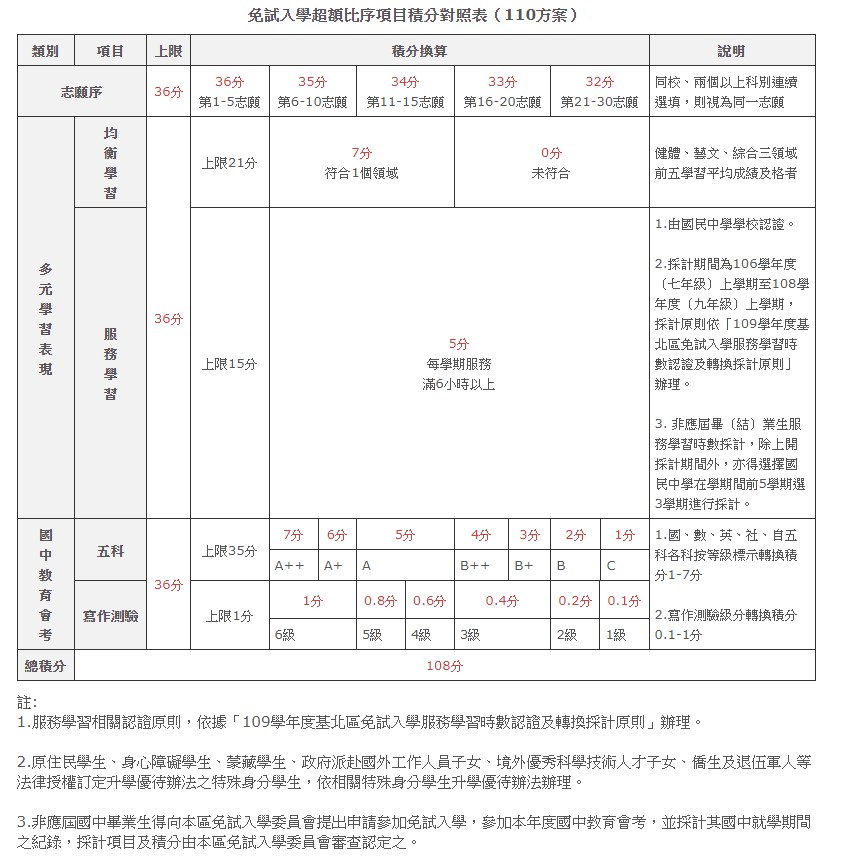 免試入學超額比序項目積分對照表（110方案）
類別 項目 上限 積分換算 說明
志願序 36分
36分 35分 34分 33分 32分
第1-5志願 第6-10志願 第11-15志願 第16-20志願 第21-30志願
同校、兩個以上科別連續
選填，則視為同一志願
多元學習表現
均衡學習
36分
上限21分
7分
符合1個領域
0分
未符合
健體、藝文、綜合三領域
前五學習平均成績及格者
服務學習
上限15分
5分
每學期服務
滿6小時以上
1.由國民中學學校認證。
2.採計期間為106學年度
〔七年級〕上學期至108學
年度〔九年級〕上學期，
採計原則依「109學年度基
北區免試入學服務學習時
數認證及轉換採計原則」
辦理。
3. 非應屆畢〔結〕業生服
務學習時數採計，除上開
採計期間外，亦得選擇國
民中學在學期間前5學期選
3學期進行採計。
國中教育會考
五科
36分
上限35分
7分 6分 5分 4分 3分 2分 1分
A++ A+ A B++ B+ B C
1.國、數、英、社、自五
科各科按等級標示轉換積
分1-7分
寫作測驗
上限1分
1分 0.8分 0.6分 0.4分 0.2分 0.1分
6級 5級 4級 3級 2級 1級
2.寫作測驗級分轉換積分
0.1-1分
總積分 108分
註:
1.服務學習相關認證原則，依據「109學年度基北區免試入學服務學習時數認證及轉換採計原則」辦理。
2.原住民學生、身心障礙學生、蒙藏學生、政府派赴國外工作人員子女、境外優秀科學技術人才子女、僑生及退伍軍人等
法律授權訂定升學優待辦法之特殊身分學生，依相關特殊身分學生升學優待辦法辦理。
3.非應屆國中畢業生得向本區免試入學委員會提出申請參加免試入學，參加本年度國中教育會考，並採計其國中就學期間
之紀錄，採計項目及積分由本區免試入學委員會審查認定之。